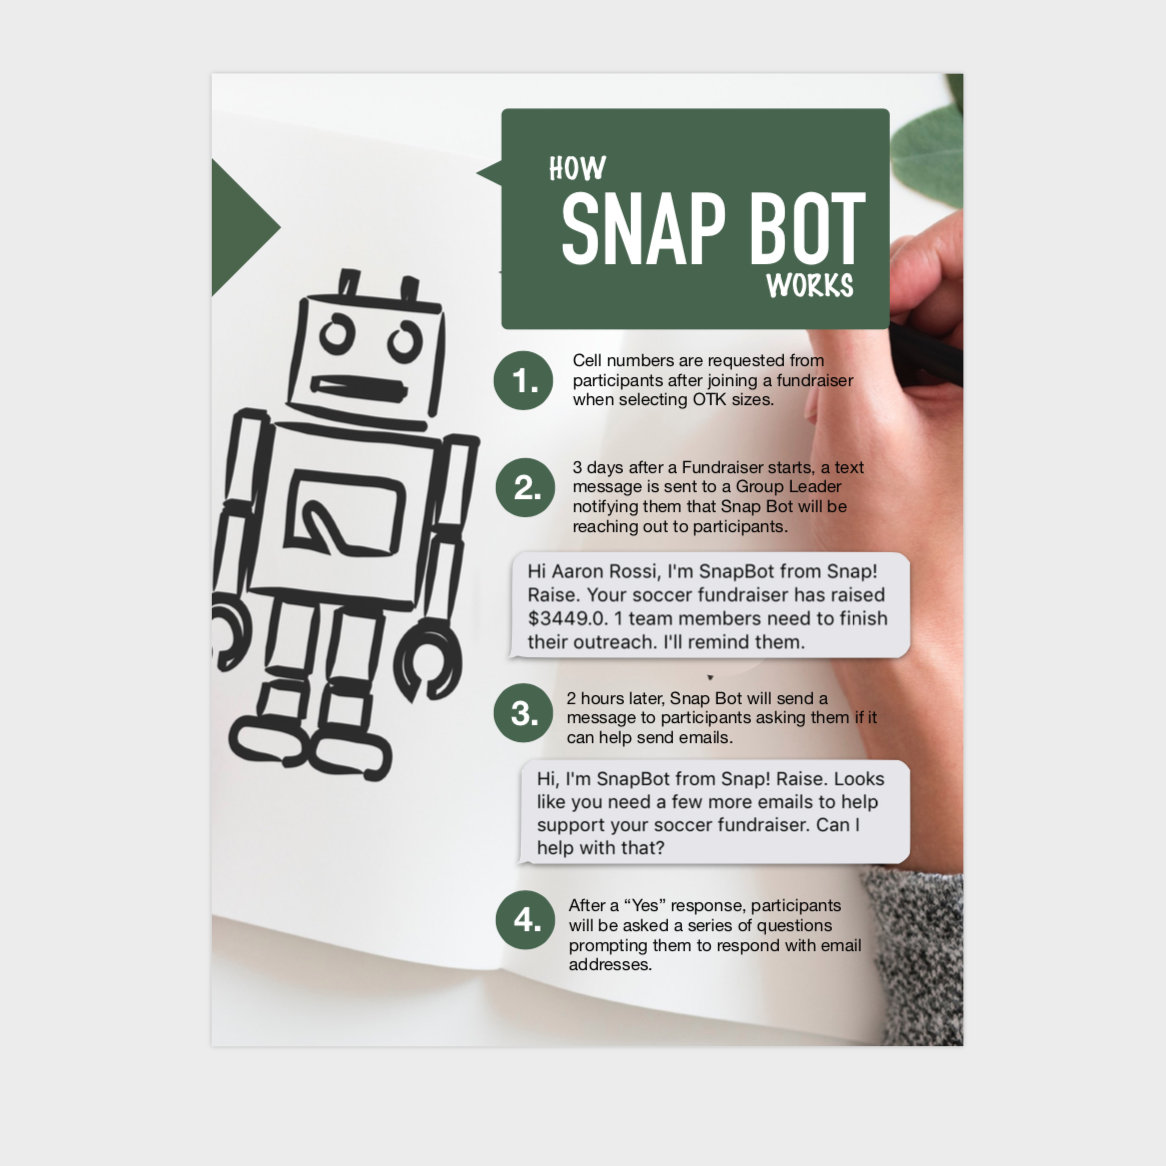 HOW
SNAP BOT
WORKS
1.
Cell numbers are requested from
participants after joining a fundraiser
when selecting OTK sizes.
2.
3 days after a Fundraiser starts, a text
message is sent to a Group Leader
notifying them that Snap Bot will be
reaching out to participants.
Hi Aaron Rossi, I'm SnapBot from Snap!
Raise. Your soccer fundraiser has raised
$3449.0. 1 team members need to finish
their outreach. I'll remind them.
3.
2 hours later, Snap Bot will send a
message to participants asking them if it
can help send emails.
Hi, I'm SnapBot from Snap! Raise. Looks
like you need a few more emails to help
support your soccer fundraiser. Can I
help with that?
4.
After a “Yes” response, participants
will be asked a series of questions
prompting them to respond with email
addresses.